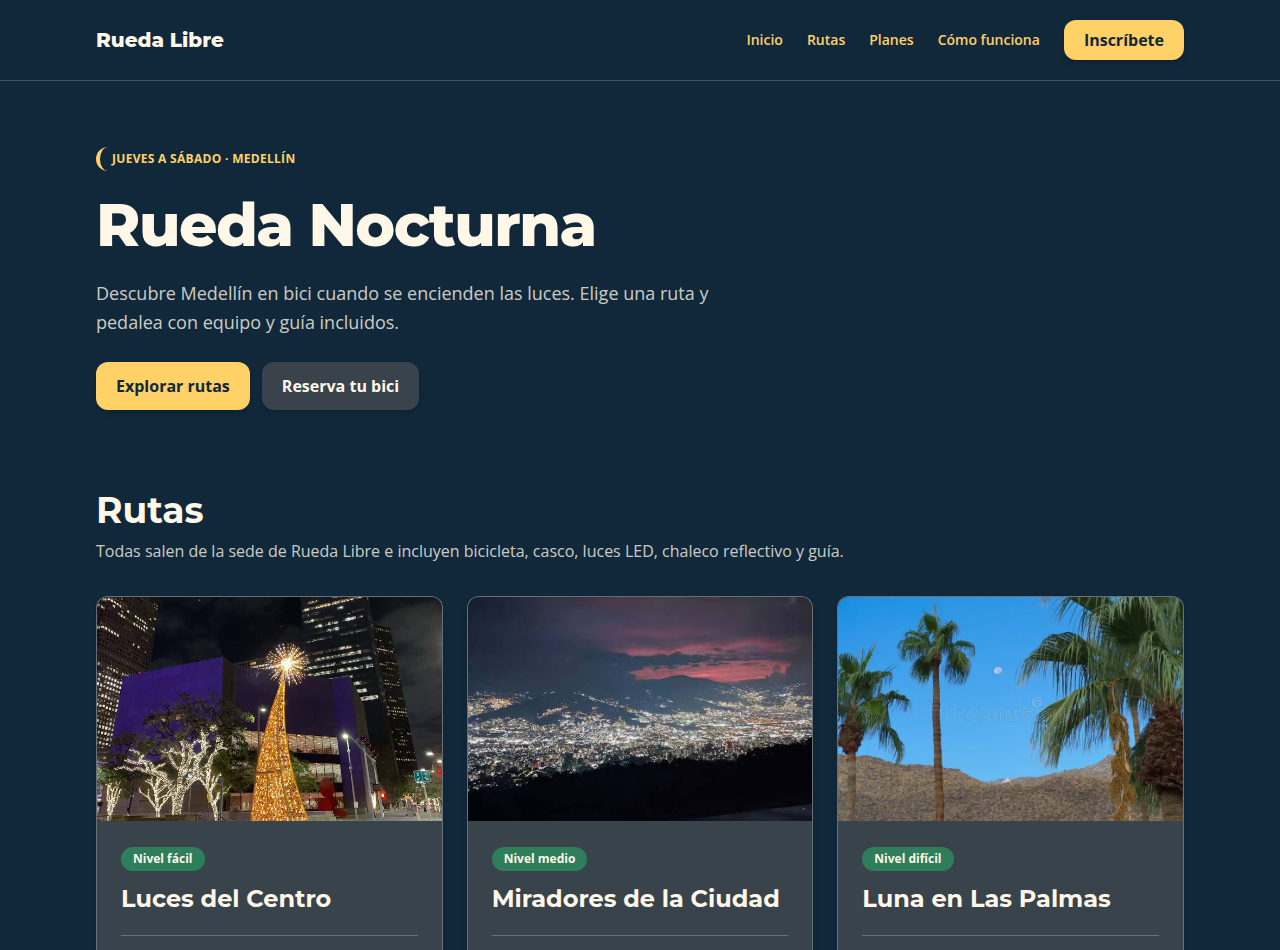 Rueda Libre
Inicio
Rutas
Planes
Cómo funciona
Inscríbete
JUEVES A SÁBADO · MEDELLÍN
Rueda Nocturna
Descubre Medellín en bici cuando se encienden las luces. Elige una ruta y
pedalea con equipo y guía incluidos.
Explorar rutas
Reserva tu bici
Rutas
Todas salen de la sede de Rueda Libre e incluyen bicicleta, casco, luces LED, chaleco reflectivo y guía.
Nivel fácil
Luces del Centro
Nivel medio
Miradores de la Ciudad
Nivel difícil
Luna en Las Palmas